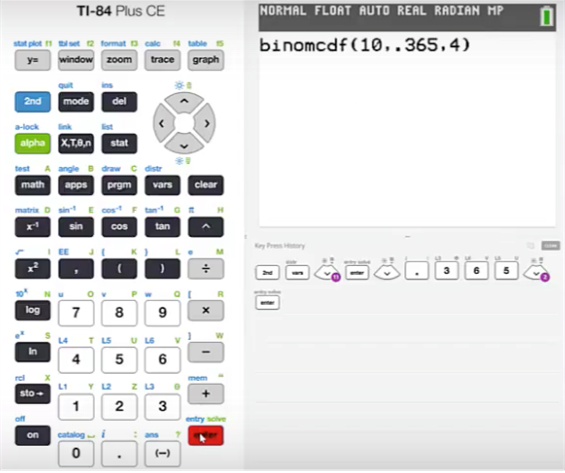 TI-84 Plus CE
NORMAL FLOAT AUTO REAL RADIAN MP
binomcdf(10,.365,4)
stat plot f1 tbl set f2 format f3 calc f4 table f5
y= window zoom trace graph
quit ins
2nd mode del
a-lock link list
alpha X,T,θ,n stat
test A angle B draw C distr
math apps prgm vars clear
matrix D sin⁻¹ E cos⁻¹ F tan⁻¹ G π H
x⁻¹ sin cos tan ^
√ I EE J { K } L e M
x² , ( ) ÷
10ˣ N u O v P w Q [ R
log 7 8 9 ×
eˣ S L4 T L5 U L6 V ] W
ln 4 5 6 −
rcl X L1 Y L2 Z L3 θ mem "
sto→ 1 2 3 +
off catalog i : ans ? entry solve
on 0 . (−) enter
Key Press History
2nd vars 11 enter . 3 6 5 2
enter